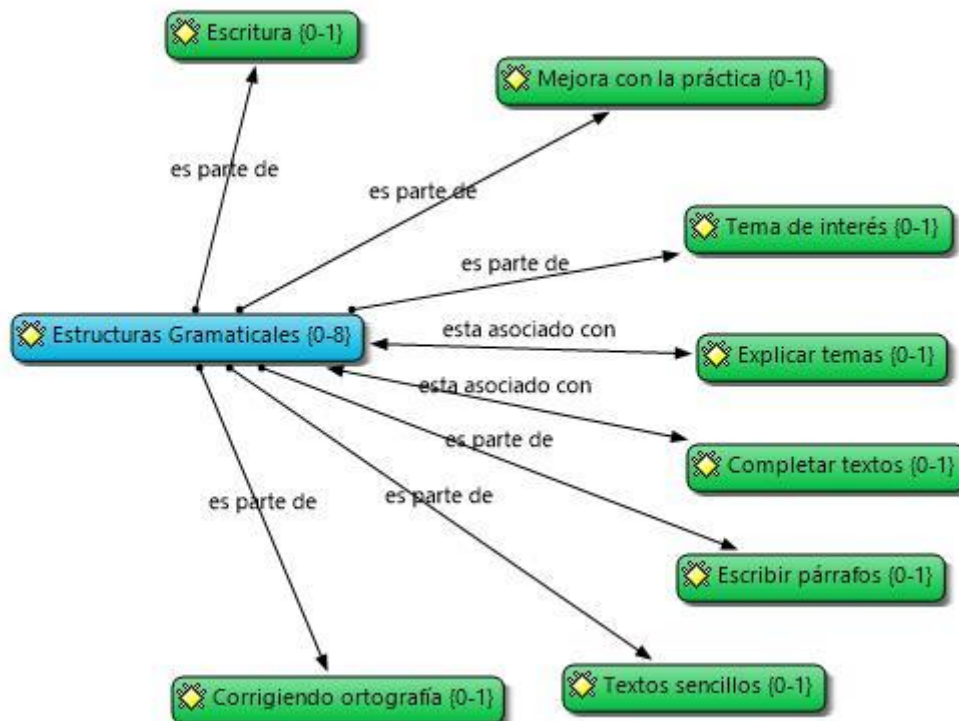 Escritura {0-1}
Mejora con la práctica {0-1}
es parte de
es parte de
Tema de interés {0-1}
es parte de
Estructuras Gramaticales {0-8}
esta asociado con
Explicar temas {0-1}
esta asociado con
es parte de
Completar textos {0-1}
es parte de
es parte de
Escribir párrafos {0-1}
Textos sencillos {0-1}
Corrigiendo ortografía {0-1}